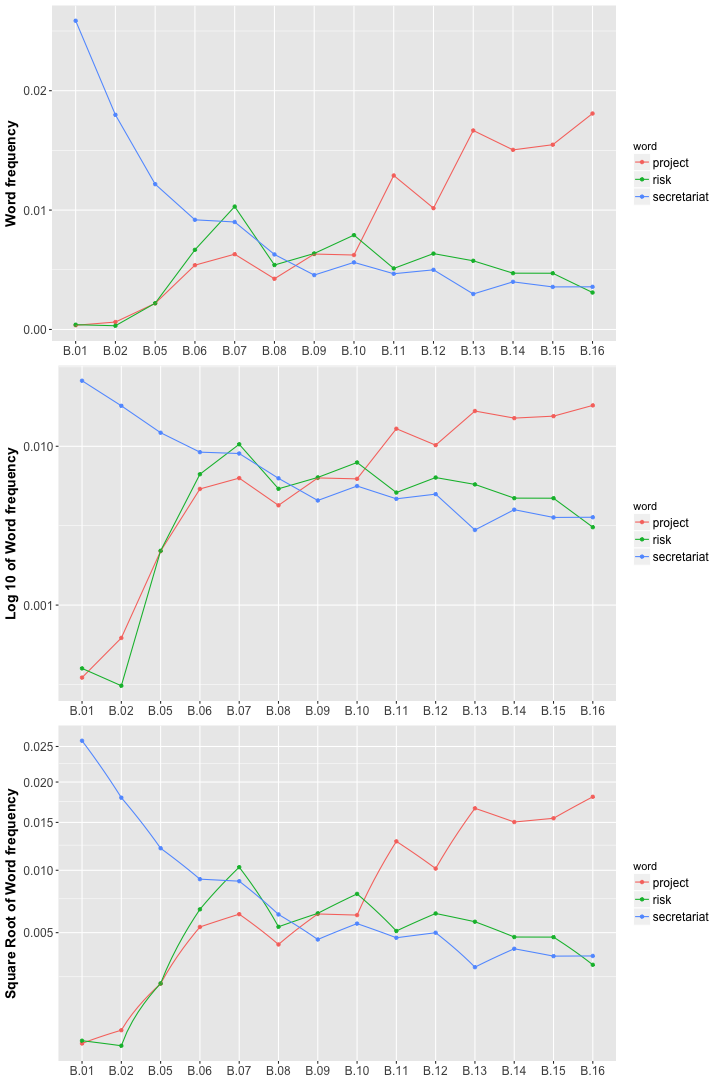 Word frequency
0.02
0.01
0.00
B.01 B.02 B.05 B.06 B.07 B.08 B.09 B.10 B.11 B.12 B.13 B.14 B.15 B.16
word
project
risk
secretariat
Log 10 of Word frequency
0.010
0.001
B.01 B.02 B.05 B.06 B.07 B.08 B.09 B.10 B.11 B.12 B.13 B.14 B.15 B.16
word
project
risk
secretariat
Square Root of Word frequency
0.025
0.020
0.015
0.010
0.005
B.01 B.02 B.05 B.06 B.07 B.08 B.09 B.10 B.11 B.12 B.13 B.14 B.15 B.16
word
project
risk
secretariat